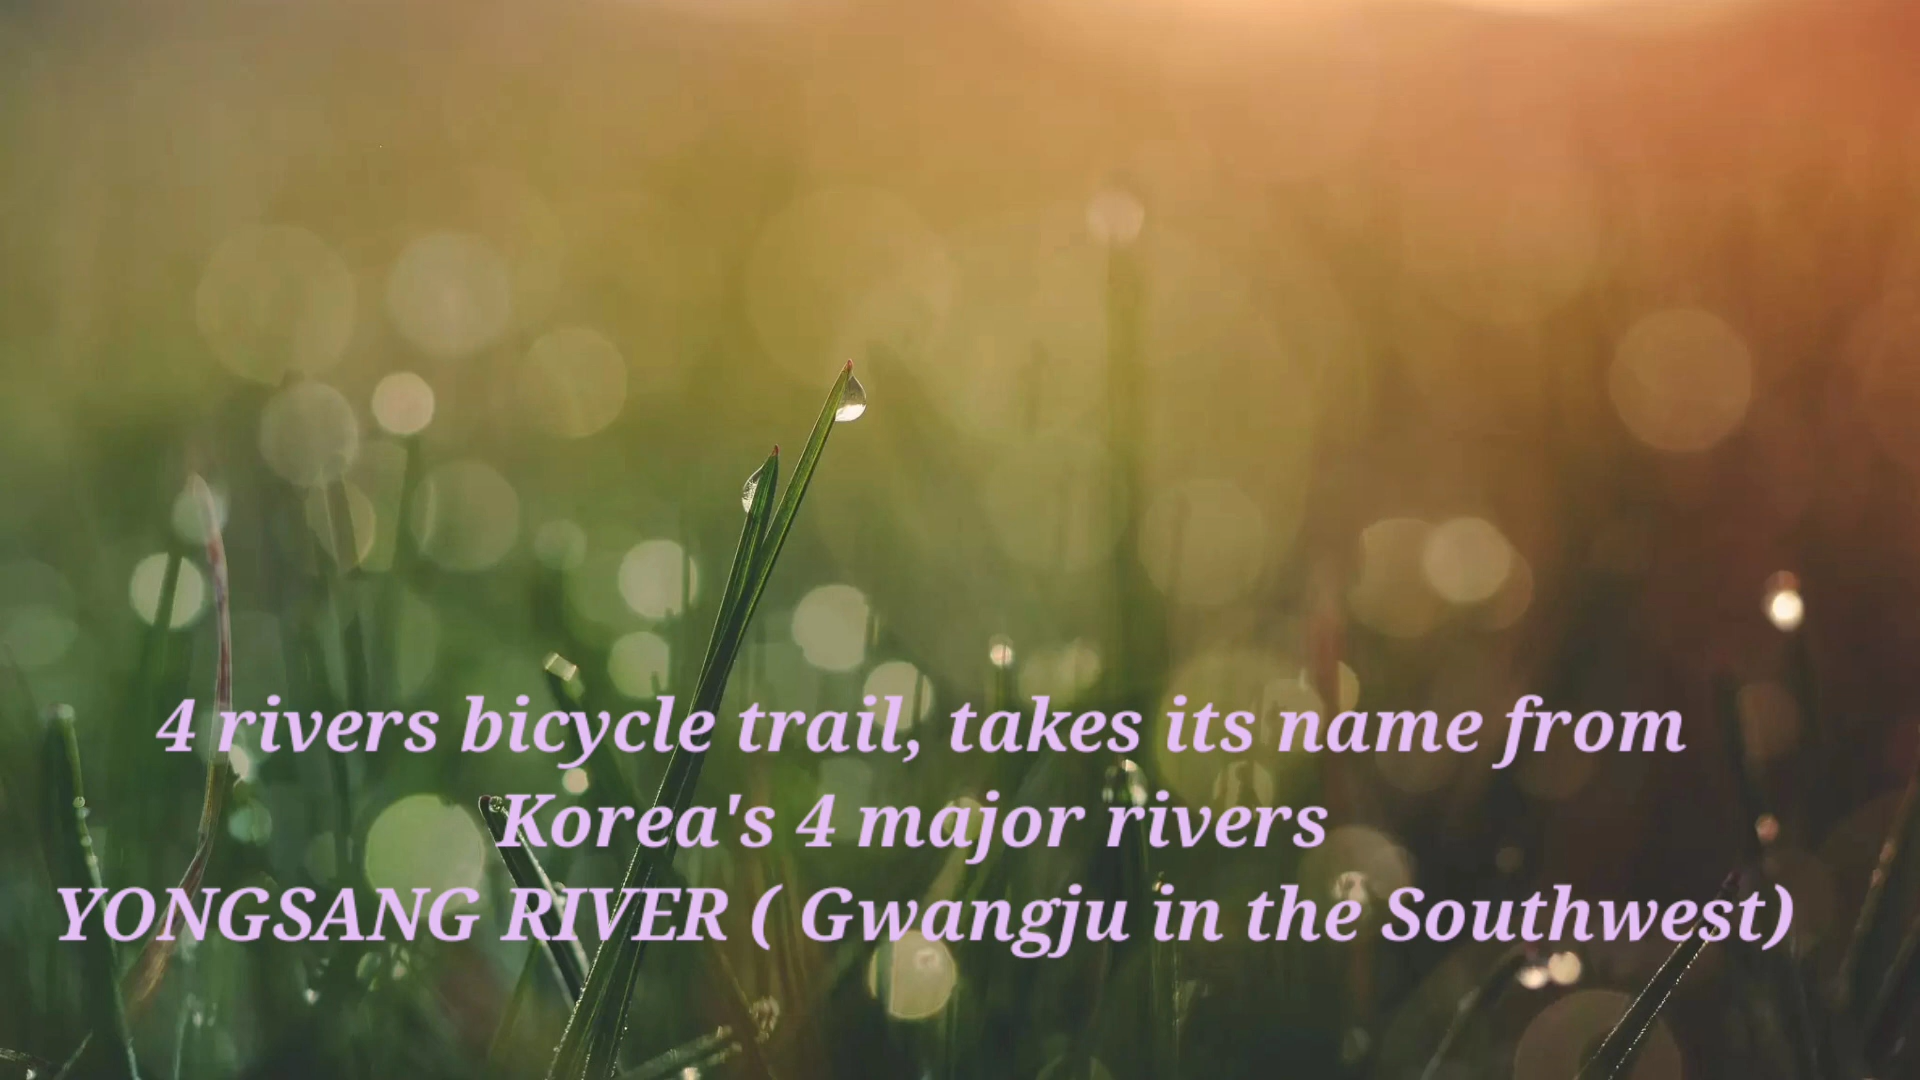 4 rivers bicycle trail, takes its name from
Korea's 4 major rivers
YONGSANG RIVER ( Gwangju in the Southwest)